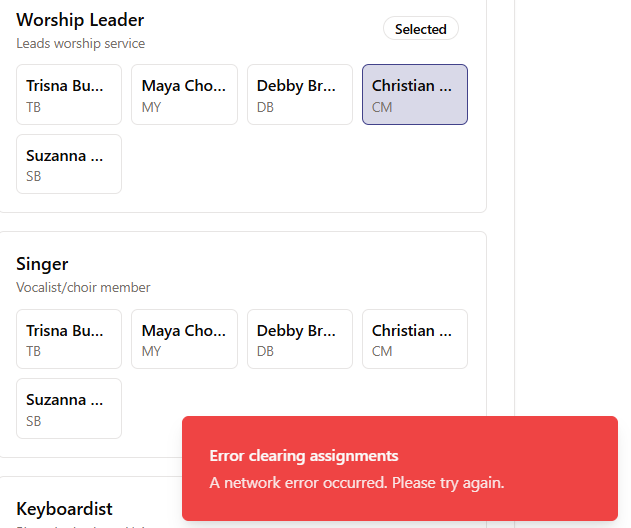 Worship Leader
Selected
Leads worship service
Trisna Bu... Maya Cho... Debby Br... Christian ...
TB MY DB CM
Suzanna ...
SB
Singer
Vocalist/choir member
Trisna Bu... Maya Cho... Debby Br... Christian ...
TB MY DB CM
Suzanna ...
SB
Error clearing assignments
A network error occurred. Please try again.
Keyboardist